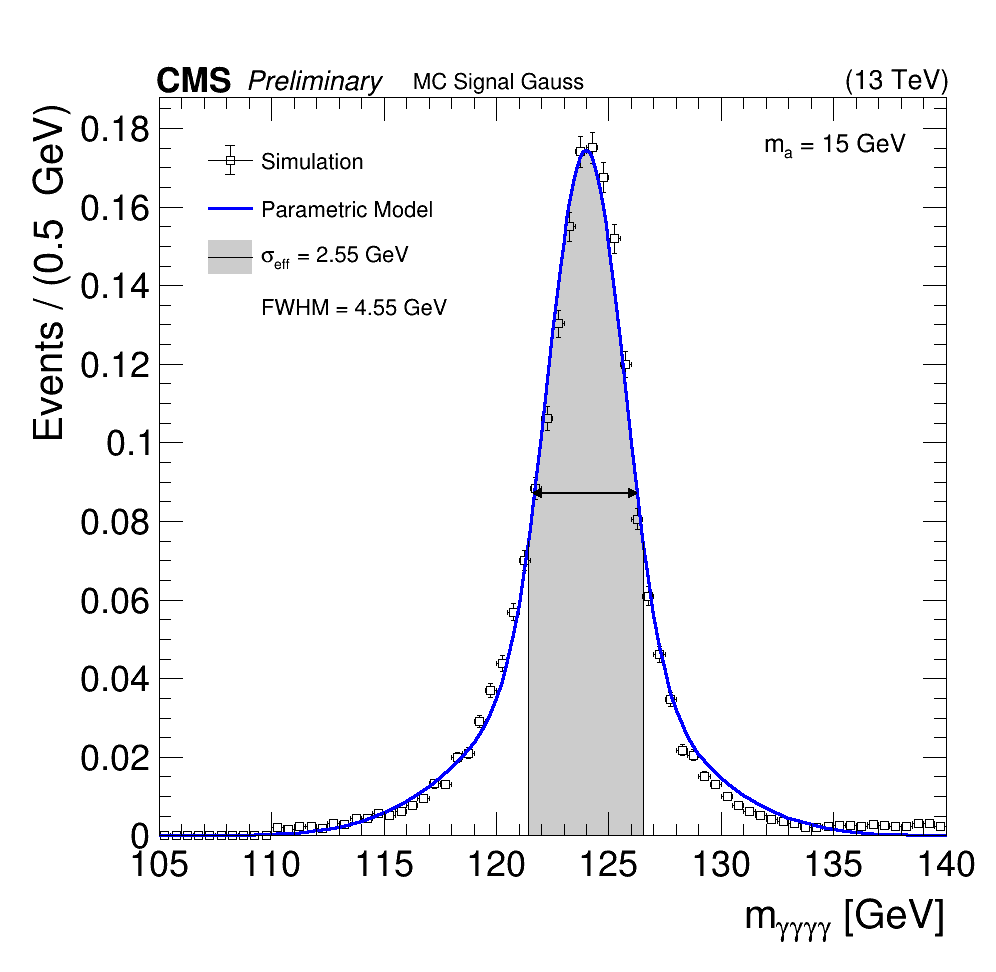 CMS Preliminary MC Signal Gauss (13 TeV)
m_a = 15 GeV
Simulation
Parametric Model
σ_eff = 2.55 GeV
FWHM = 4.55 GeV
Events / (0.5 GeV)
0.18
0.16
0.14
0.12
0.1
0.08
0.06
0.04
0.02
0
105 110 115 120 125 130 135 140
m_γγγγ [GeV]